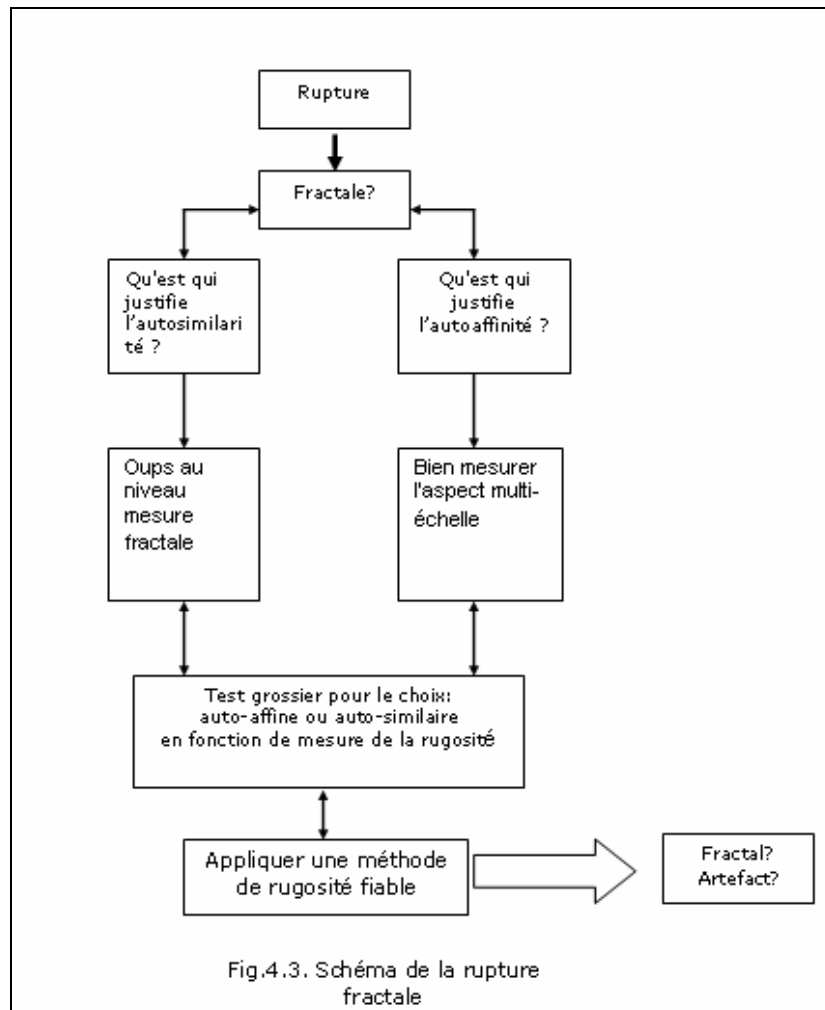 Rupture
Fractale?
Qu'est qui
justifie
l'autosimilari
té ?
Qu'est qui
justifie
l'autoaffinité ?
Oups au
niveau
mesure
fractale
Bien mesurer
l'aspect multi-
échelle
Test grossier pour le choix:
auto-affine ou auto-similaire
en fonction de mesure de la rugosité
Appliquer une méthode
de rugosité fiable
Fractal?
Artefact?
Fig.4.3. Schéma de la rupture
fractale